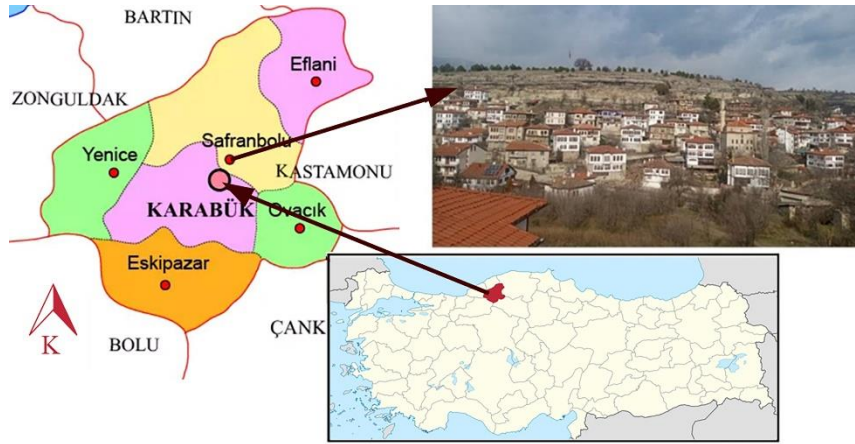 BARTIN
Eflani
ZONGULDAK
Safranbolu
Yenice
KASTAMONU
KARABÜK
Ovacık
Eskipazar
K
ÇANK
BOLU